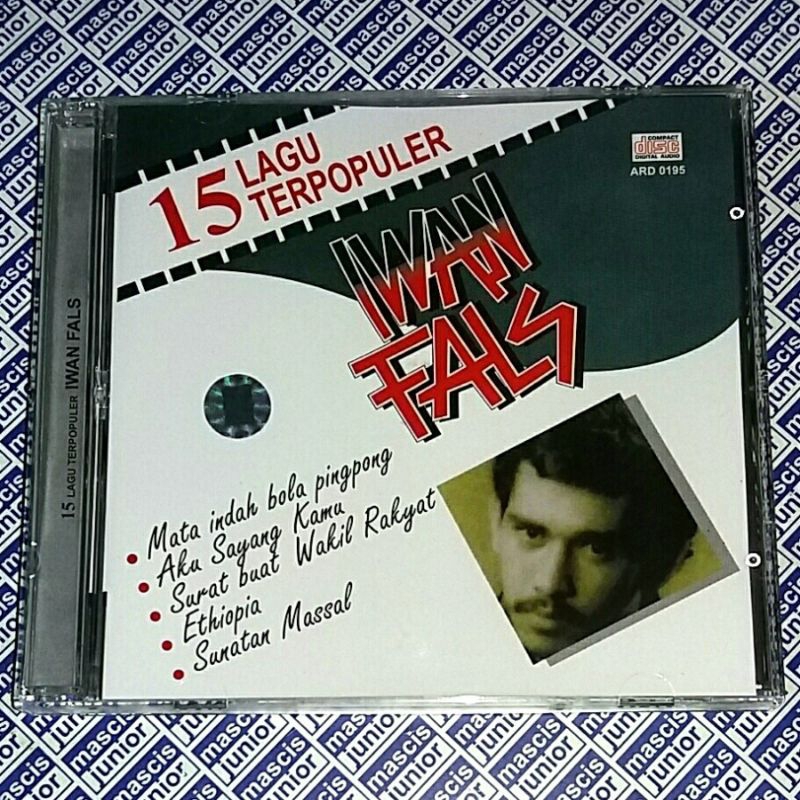 15 LAGU
TERPOPULER
COMPACT
disc
DIGITAL AUDIO
ARD 0195
IWAN
FALS
15 LAGU TERPOPULER IWAN FALS
• Mata indah bola pingpong
• Aku Sayang Kamu
• Surat buat Wakil Rakyat
• Ethiopia
• Sunatan Massal
mascis
junior